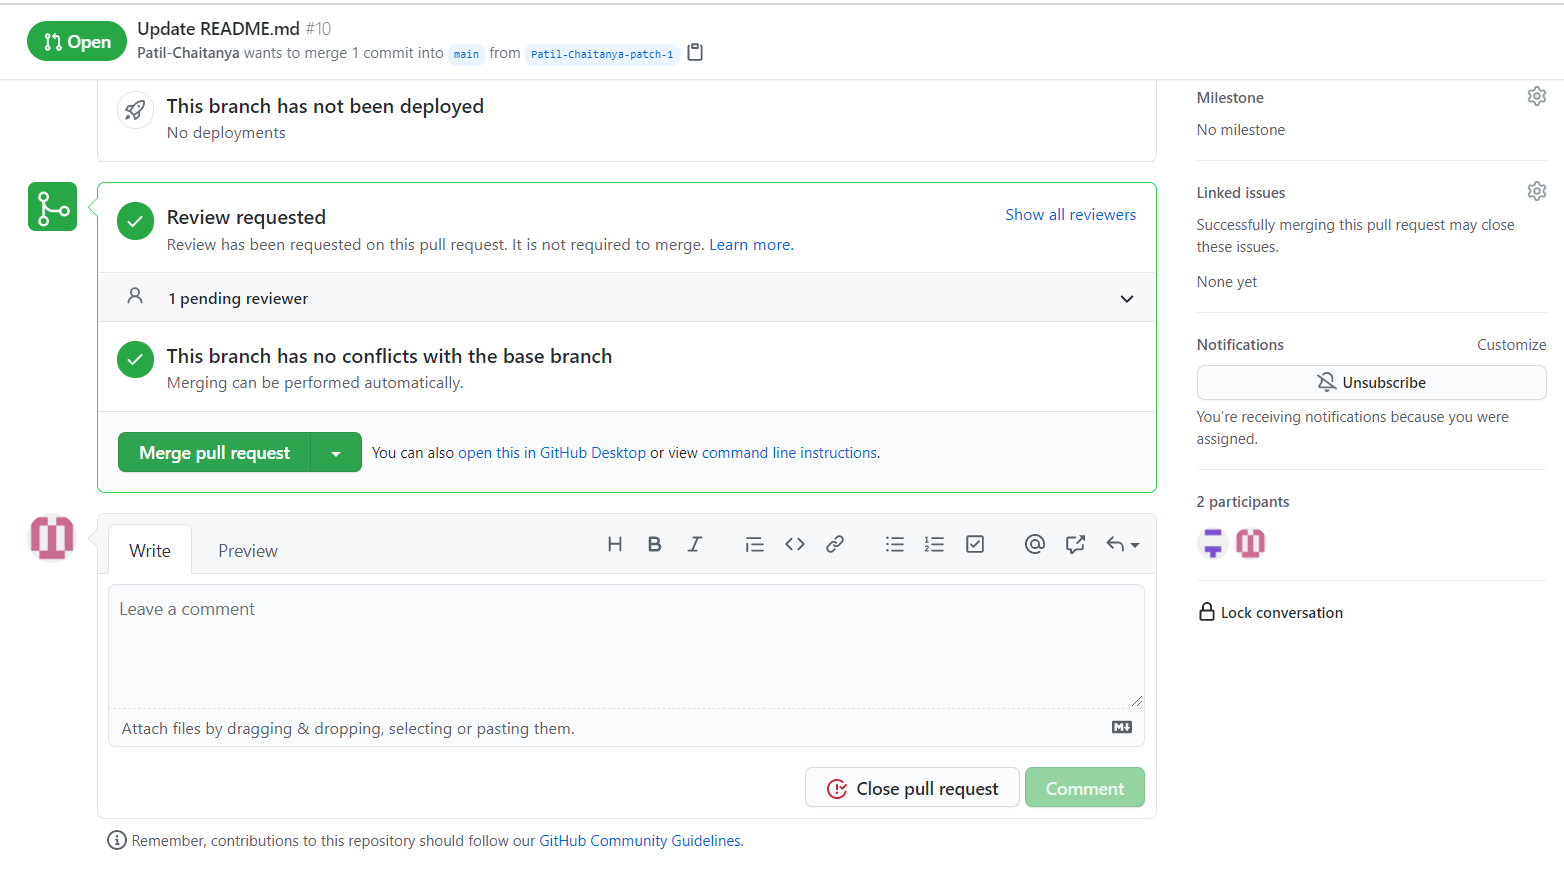 Open
Update README.md #10
Patil-Chaitanya wants to merge 1 commit into main from Patil-Chaitanya-patch-1
This branch has not been deployed
No deployments
Review requested
Show all reviewers
Review has been requested on this pull request. It is not required to merge. Learn more.
1 pending reviewer
This branch has no conflicts with the base branch
Merging can be performed automatically.
Merge pull request
You can also open this in GitHub Desktop or view command line instructions.
Write
Preview
H B I
Leave a comment
Attach files by dragging & dropping, selecting or pasting them.
Close pull request
Comment
Remember, contributions to this repository should follow our GitHub Community Guidelines.
Milestone
No milestone
Linked issues
Successfully merging this pull request may close
these issues.
None yet
Notifications
Customize
Unsubscribe
You're receiving notifications because you were
assigned.
2 participants
Lock conversation